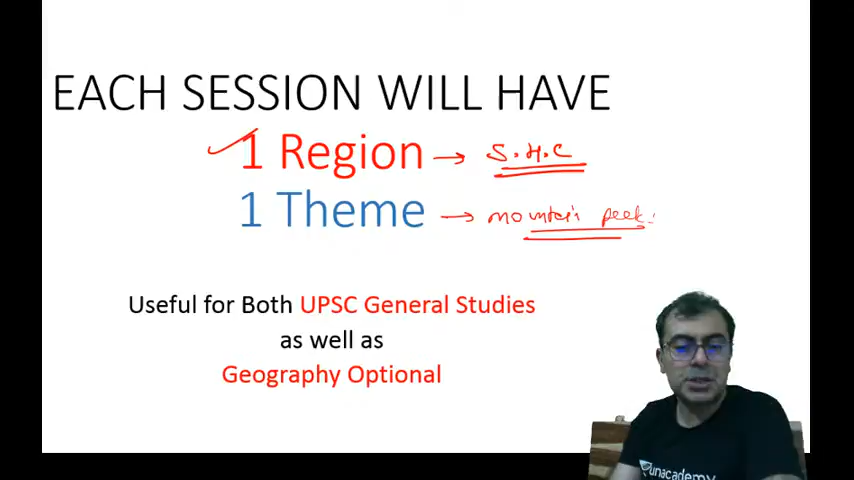 EACH SESSION WILL HAVE
1 Region → S.H.C
1 Theme → mountain peek
Useful for Both UPSC General Studies
as well as
Geography Optional
unacademy